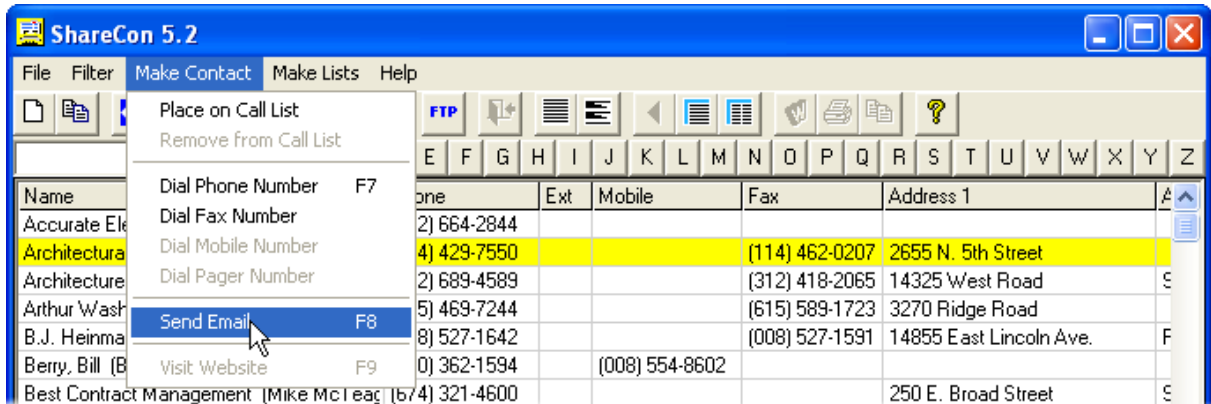 ShareCon 5.2
File Filter Make Contact Make Lists Help
FTP
Place on Call List
Remove from Call List
Dial Phone Number F7
Dial Fax Number
Dial Mobile Number
Dial Pager Number
Send Email F8
Visit Website F9
E F G H I J K L M N O P Q R S T U V W X Y Z
Name one Ext Mobile Fax Address 1 A
Accurate Ele 2) 664-2844
Architectura 4) 429-7550 (114) 462-0207 2655 N. 5th Street
Architecture 2) 689-4589 (312) 418-2065 14325 West Road S
Arthur Wash 5) 469-7244 (615) 589-1723 3270 Ridge Road
B.J. Heinma 8) 527-1642 (008) 527-1591 14855 East Lincoln Ave. F
Berry, Bill (B 0) 362-1594 (008) 554-8602
Best Contract Management (Mike McTeag (674) 321-4600 250 E. Broad Street S